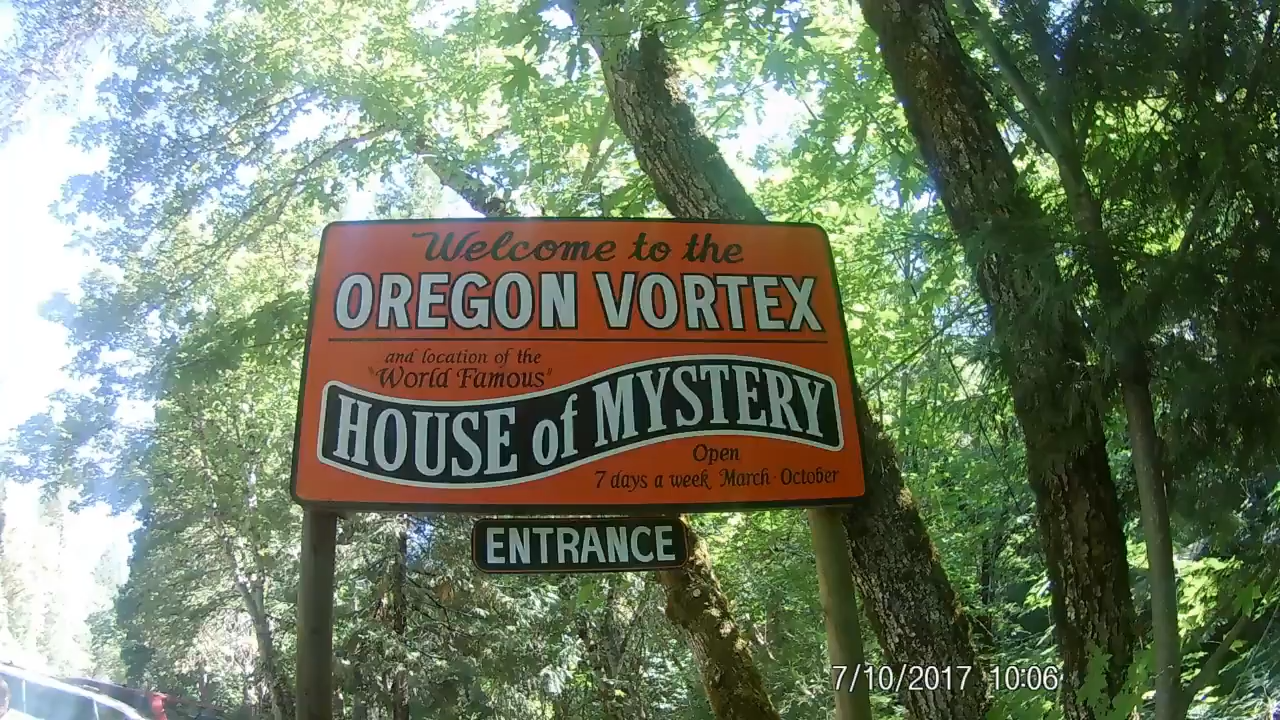 Welcome to the
OREGON VORTEX
and location of the
"World Famous"
HOUSE of MYSTERY
Open
7 days a week March - October
ENTRANCE
7/10/2017 10:06